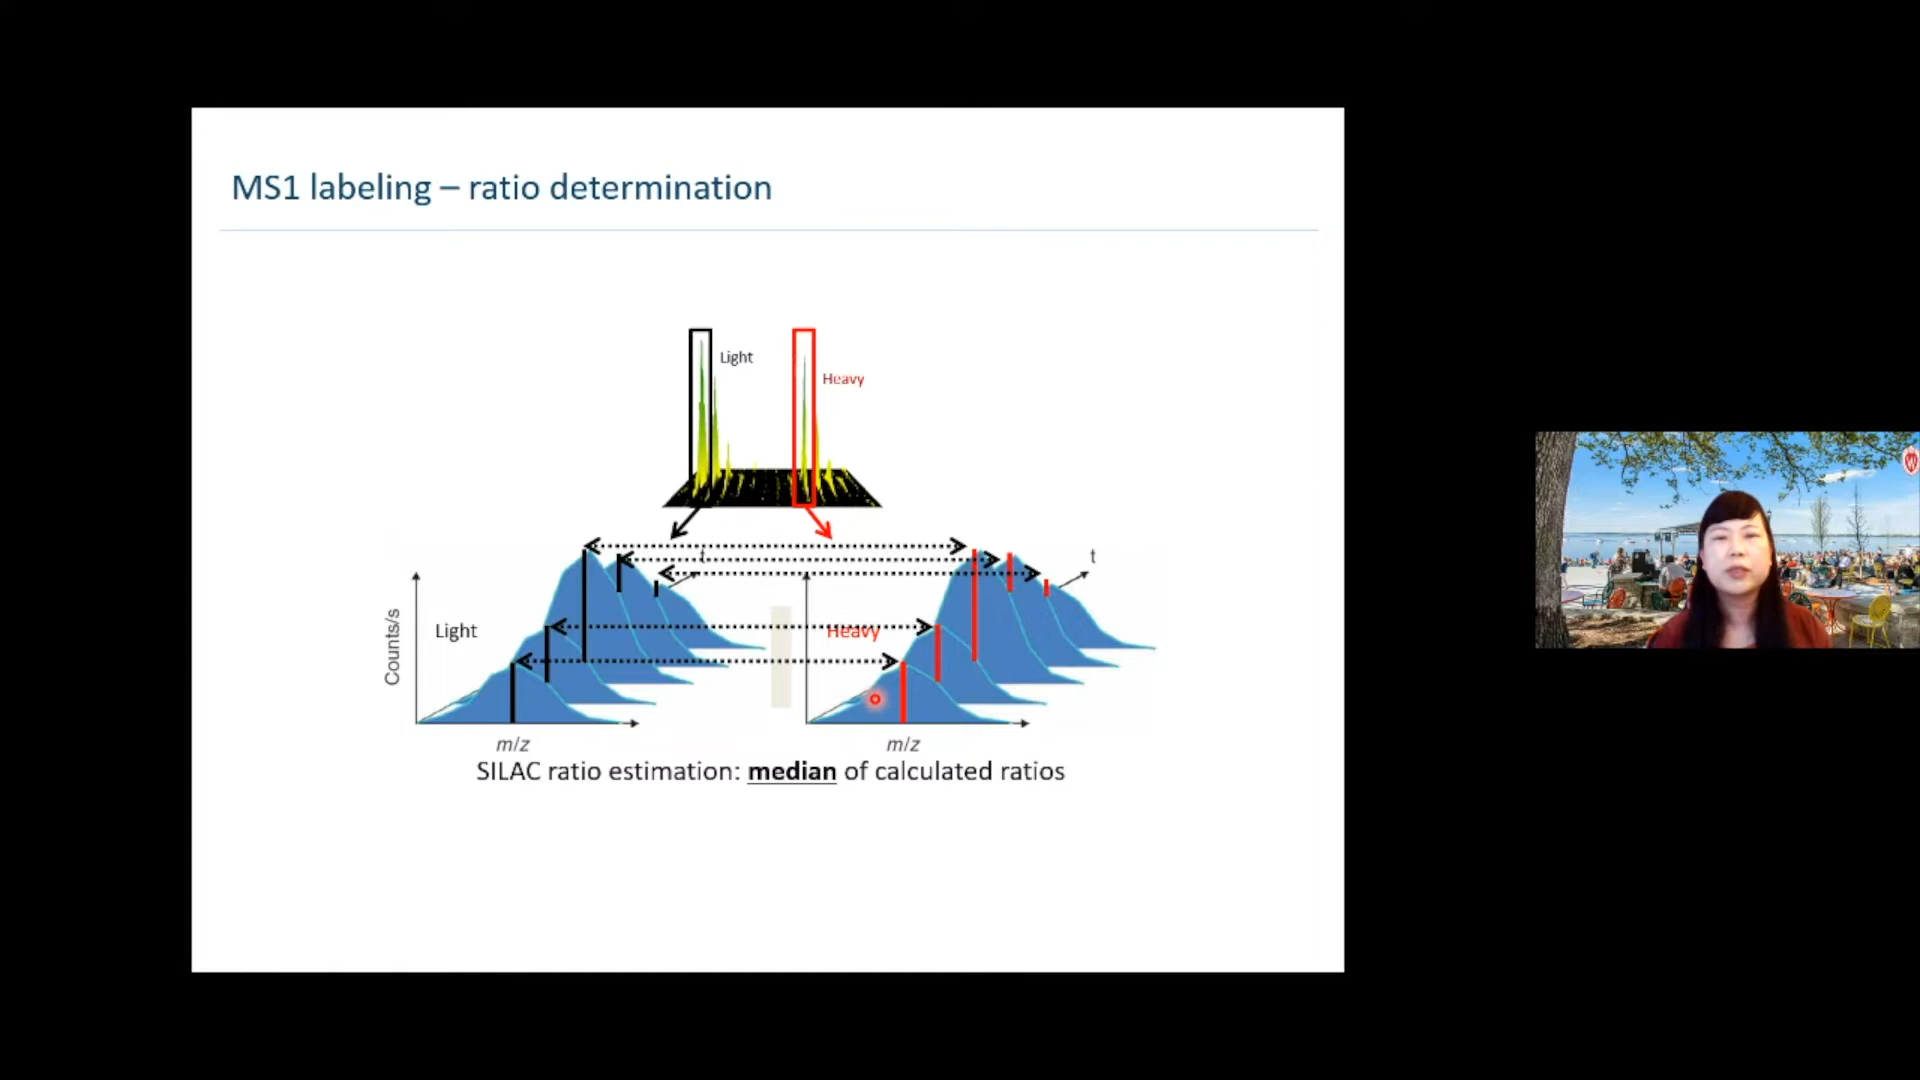 MS1 labeling – ratio determination
Light
Heavy
t
t
Counts/s
Light
Heavy
m/z
m/z
SILAC ratio estimation: median of calculated ratios
W